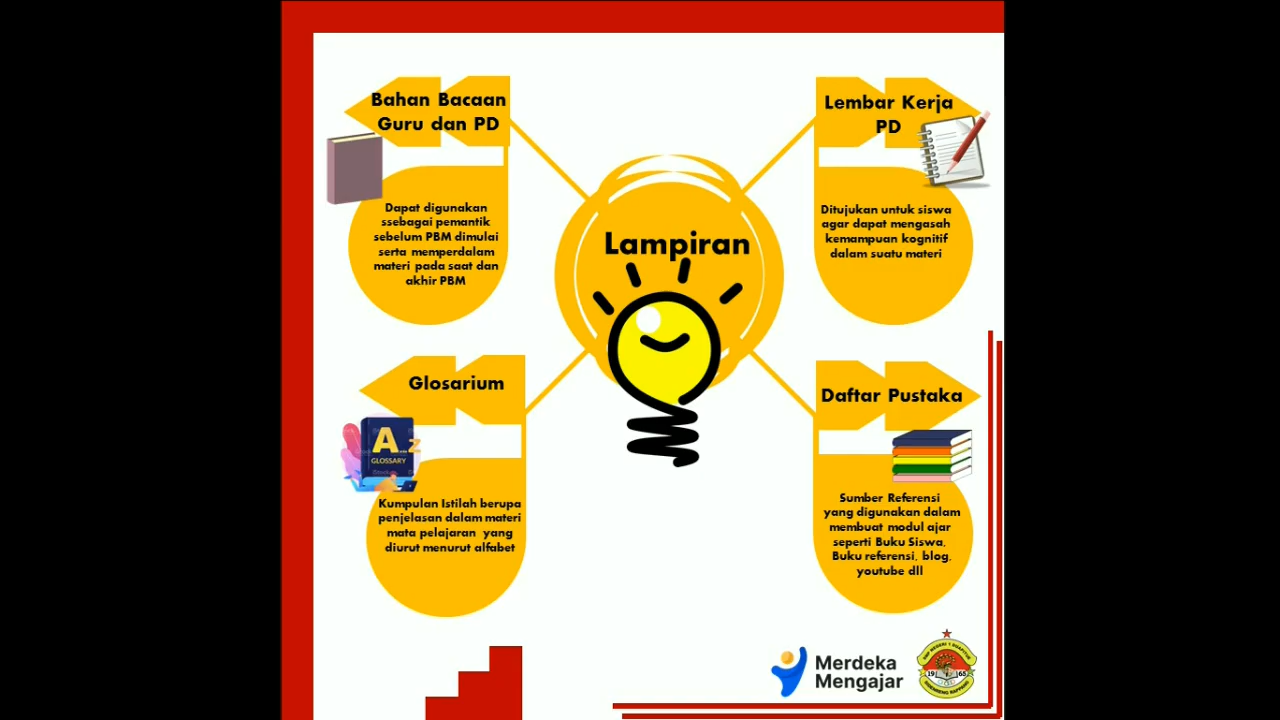 Bahan Bacaan
Guru dan PD
Dapat digunakan
ssebagai pemantik
sebelum PBM dimulai
serta memperdalam
materi pada saat dan
akhir PBM
Lampiran
Lembar Kerja
PD
Ditujukan untuk siswa
agar dapat mengasah
kemampuan kognitif
dalam suatu materi
Glosarium
A...Z
GLOSSARY
Kumpulan Istilah berupa
penjelasan dalam materi
mata pelajaran yang
diurut menurut alfabet
Daftar Pustaka
Sumber Referensi
yang digunakan dalam
membuat modul ajar
seperti Buku Siswa,
Buku referensi, blog,
youtube dll
Merdeka
Mengajar
19 65